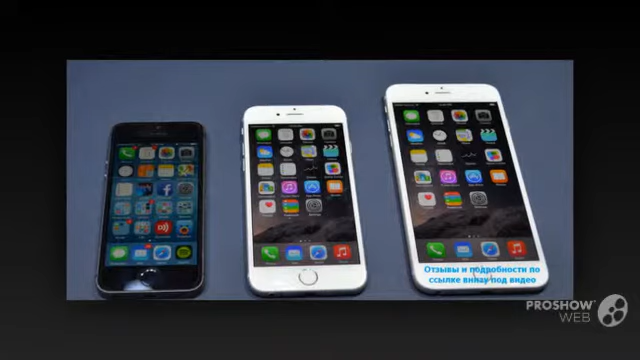 Отзывы и подробности по
ссылке внизу под видео
PROSHOW
WEB